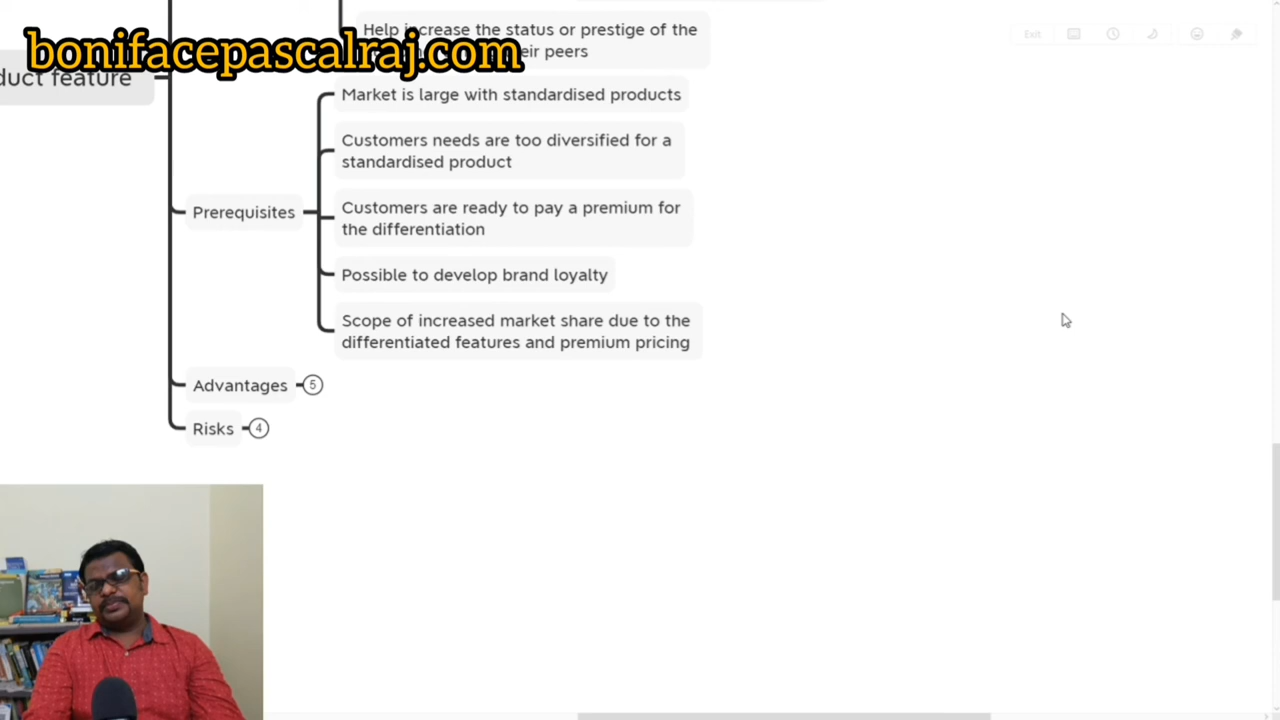 Help increase the status or prestige of the
eir peers
bonifacepascalraj.com
duct feature
Market is large with standardised products
Customers needs are too diversified for a
standardised product
Prerequisites
Customers are ready to pay a premium for
the differentiation
Possible to develop brand loyalty
Scope of increased market share due to the
differentiated features and premium pricing
Advantages
5
Risks
4
Exit